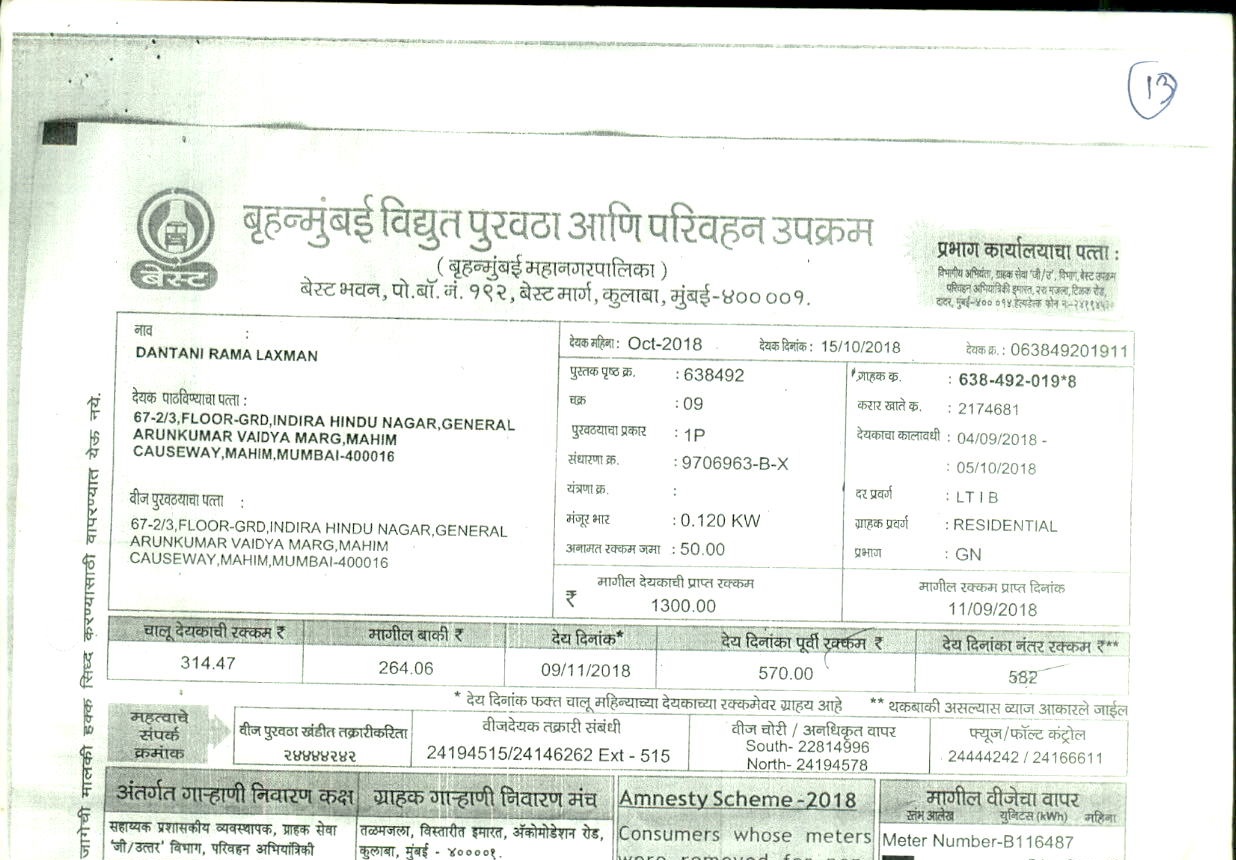 13
बृहन्मुंबई विद्युत पुरवठा आणि परिवहन उपक्रम
( बृहन्मुंबई महानगरपालिका )
बेस्ट भवन, पो.बॉ. नं. १९२, बेस्ट मार्ग, कुलाबा, मुंबई-४०० ००१.
बेस्ट
प्रभाग कार्यालयाचा पत्ता :
विभागीय अभियंता, ग्राहक सेवा 'जी/उ', विभाग, बेस्ट उपक्रम
परिवहन अभियांत्रिकी इमारत, २रा मजला, टिळक रोड,
दादर, मुंबई-४०० ०१४.
नाव :
DANTANI RAMA LAXMAN
देयक पाठविण्याचा पत्ता :
67-2/3,FLOOR-GRD,INDIRA HINDU NAGAR,GENERAL
ARUNKUMAR VAIDYA MARG,MAHIM
CAUSEWAY,MAHIM,MUMBAI-400016
वीज पुरवठयाचा पत्ता :
67-2/3,FLOOR-GRD,INDIRA HINDU NAGAR,GENERAL
ARUNKUMAR VAIDYA MARG,MAHIM
CAUSEWAY,MAHIM,MUMBAI-400016
देयक महिना : Oct-2018 देयक दिनांक : 15/10/2018 देयक क्र. : 063849201911
पुस्तक पृष्ठ क्र. : 638492
चक्र : 09
पुरवठयाचा प्रकार : 1P
संधारणा क्र. : 9706963-B-X
यंत्रणा क्र. :
मंजूर भार : 0.120 KW
अनामत रक्कम जमा : 50.00
ग्राहक क्र. : 638-492-019*8
करार खाते क्र. : 2174681
देयकाचा कालावधी : 04/09/2018 -
: 05/10/2018
दर प्रवर्ग : LT I B
ग्राहक प्रवर्ग : RESIDENTIAL
प्रभाग : GN
मागील देयकाची प्राप्त रक्कम
₹ 1300.00
मागील रक्कम प्राप्त दिनांक
11/09/2018
चालू देयकाची रक्कम ₹ मागील बाकी ₹ देय दिनांक* देय दिनांका पूर्वी रक्कम ₹ देय दिनांका नंतर रक्कम ₹**
314.47 264.06 09/11/2018 570.00 582
* देय दिनांक फक्त चालू महिन्याच्या देयकाच्या रक्कमेवर ग्राहय आहे ** थकबाकी असल्यास व्याज आकारले जाईल
महत्वाचे
संपर्क
क्रमांक
वीज पुरवठा खंडीत तक्रारीकरिता
२४४४४२४२
वीजदेयक तक्रारी संबंधी
24194515/24146262 Ext - 515
वीज चोरी / अनधिकृत वापर
South- 22814996
North- 24194578
फ्यूज/फॉल्ट कंट्रोल
24444242 / 24166611
अंतर्गत गाऱ्हाणी निवारण कक्ष
सहाय्यक प्रशासकीय व्यवस्थापक, ग्राहक सेवा
'जी/उत्तर' विभाग, परिवहन अभियांत्रिकी
ग्राहक गाऱ्हाणी निवारण मंच
तळमजला, विस्तारीत इमारत, ॲकोमोडेशन रोड,
कुलाबा, मुंबई - ४००००१.
Amnesty Scheme -2018
Consumers whose meters
were removed for non
मागील वीजेचा वापर
स्तंभ आलेख युनिटस (kWh) महिना
Meter Number-B116487
जागेची मालकी हक्क सिध्द करण्यासाठी वापरण्यात येऊ नये.